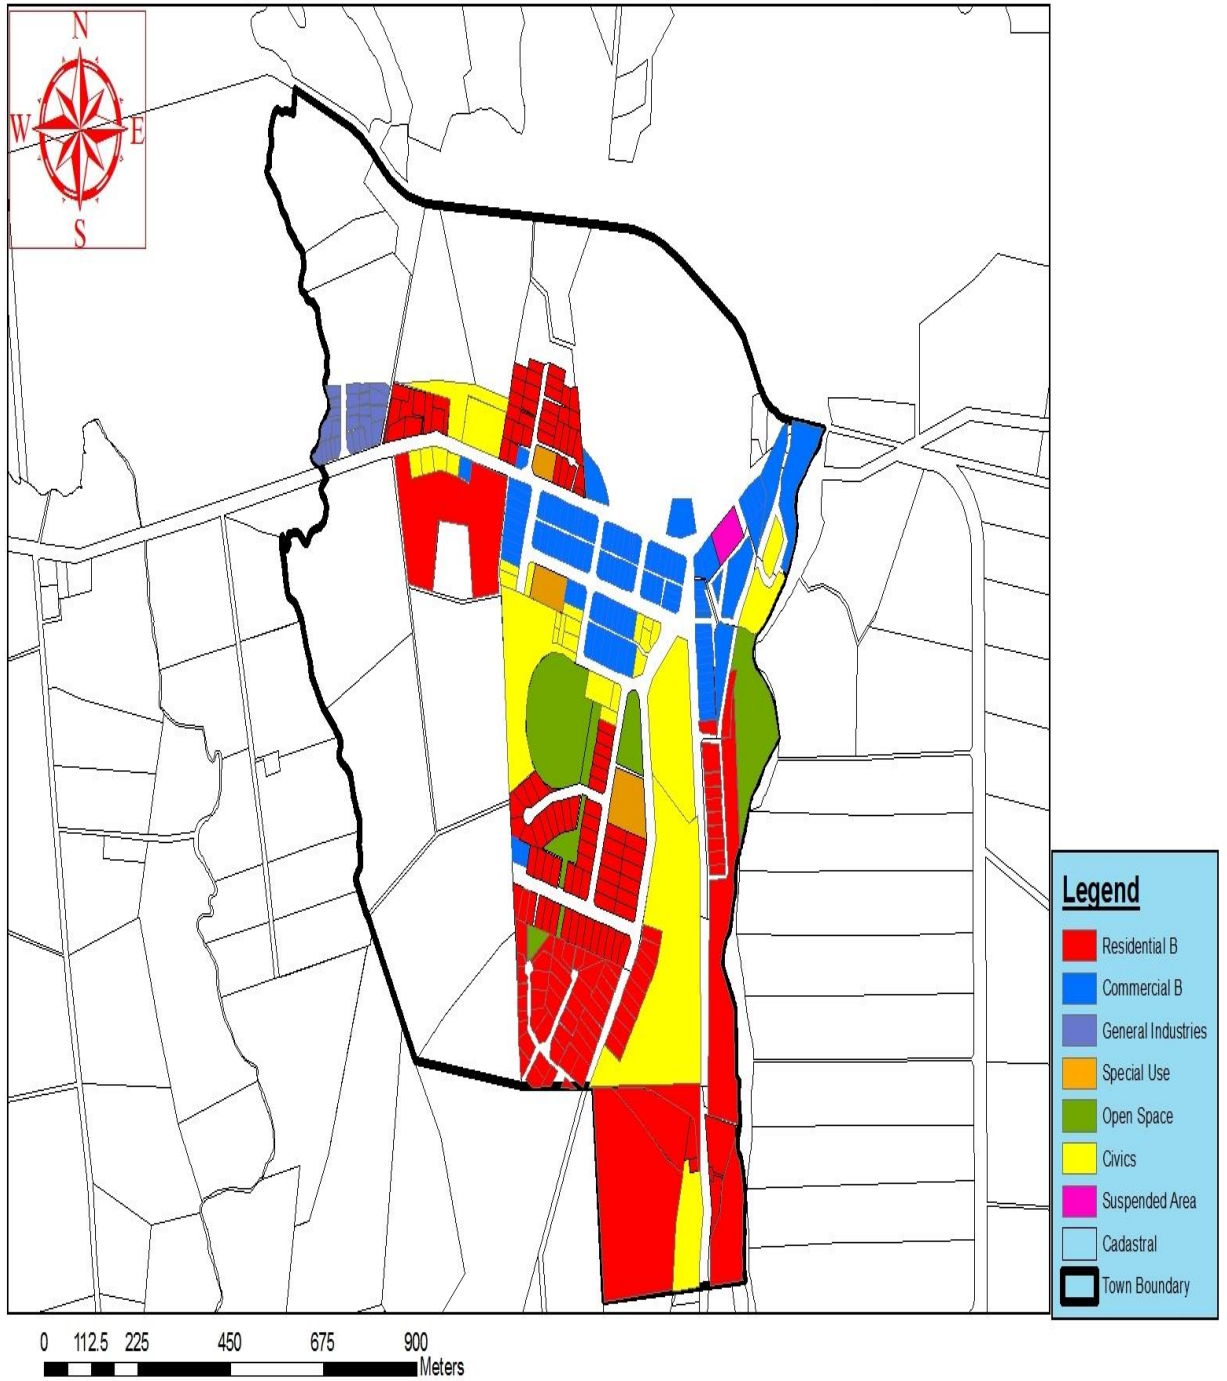 N
W E
S
Legend
Residential B
Commercial B
General Industries
Special Use
Open Space
Civics
Suspended Area
Cadastral
Town Boundary
0 112.5 225 450 675 900
Meters